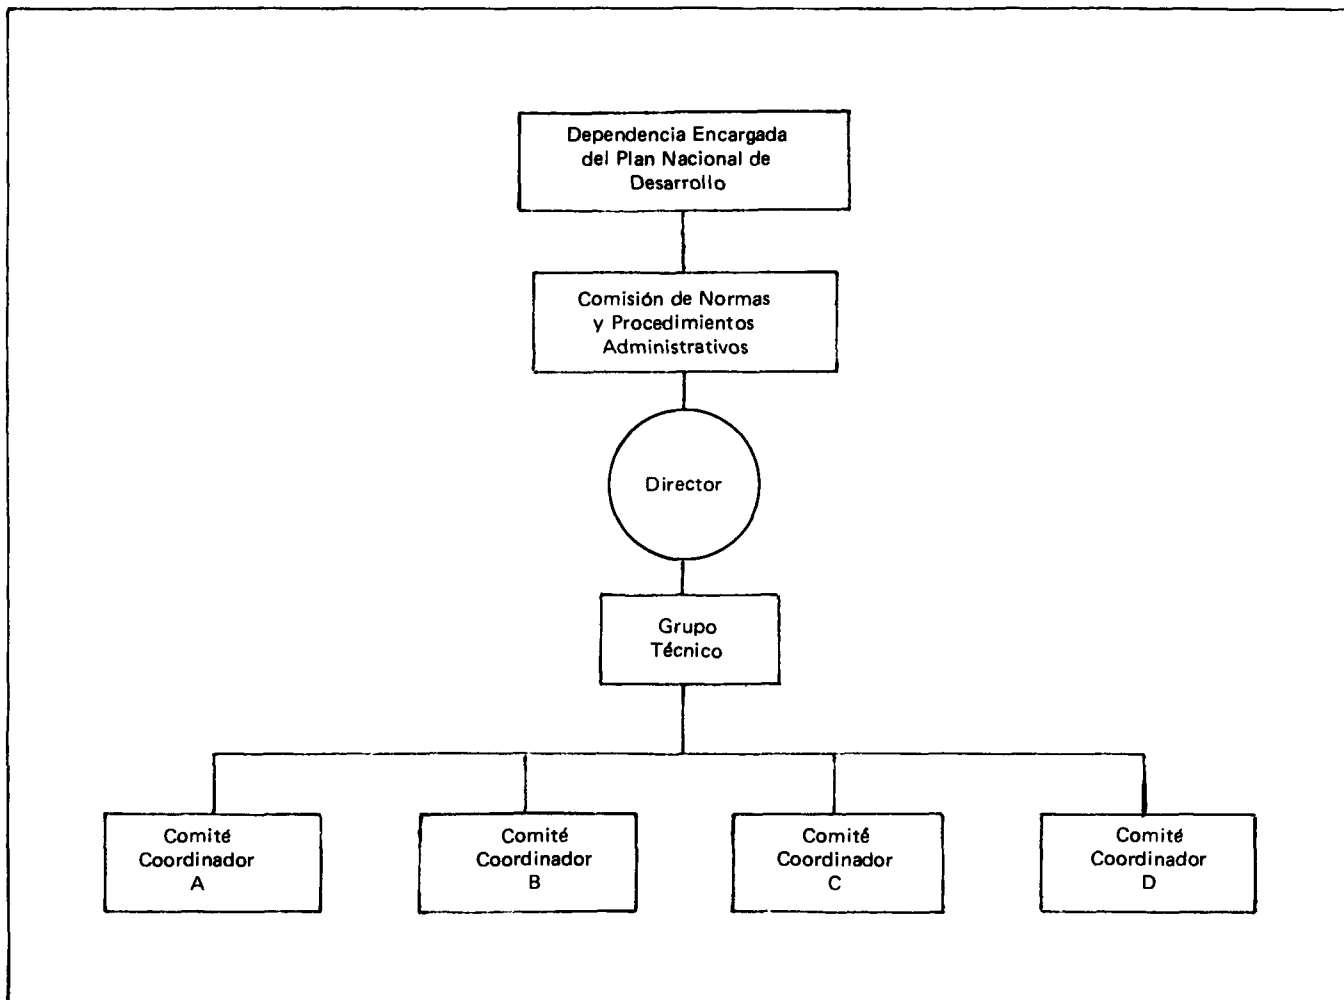 Dependencia Encargada
del Plan Nacional de
Desarrollo
Comisión de Normas
y Procedimientos
Administrativos
Director
Grupo
Técnico
Comité
Coordinador
A
Comité
Coordinador
B
Comité
Coordinador
C
Comité
Coordinador
D